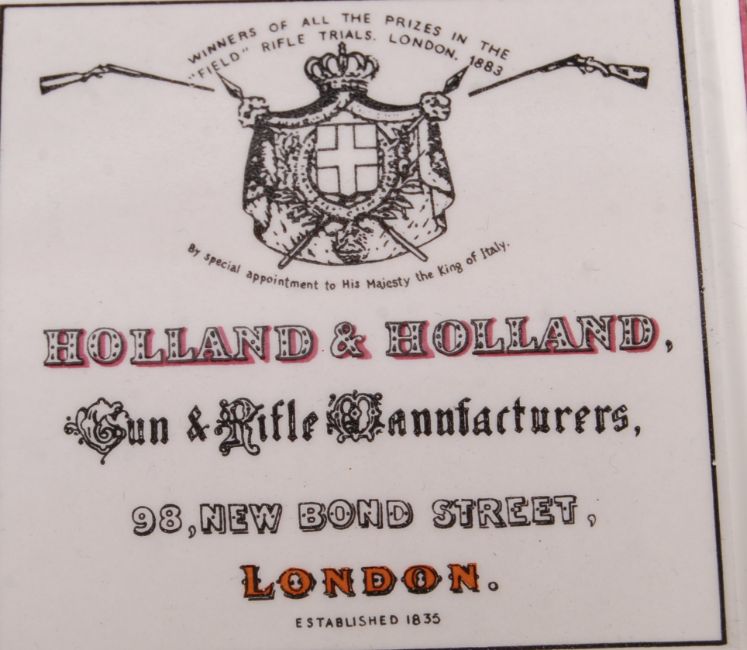 WINNERS OF ALL THE PRIZES IN THE
"FIELD" RIFLE TRIALS. LONDON. 1883
By special appointment to His Majesty the King of Italy.
HOLLAND & HOLLAND,
Gun & Rifle Manufacturers,
98, NEW BOND STREET,
LONDON.
ESTABLISHED 1835